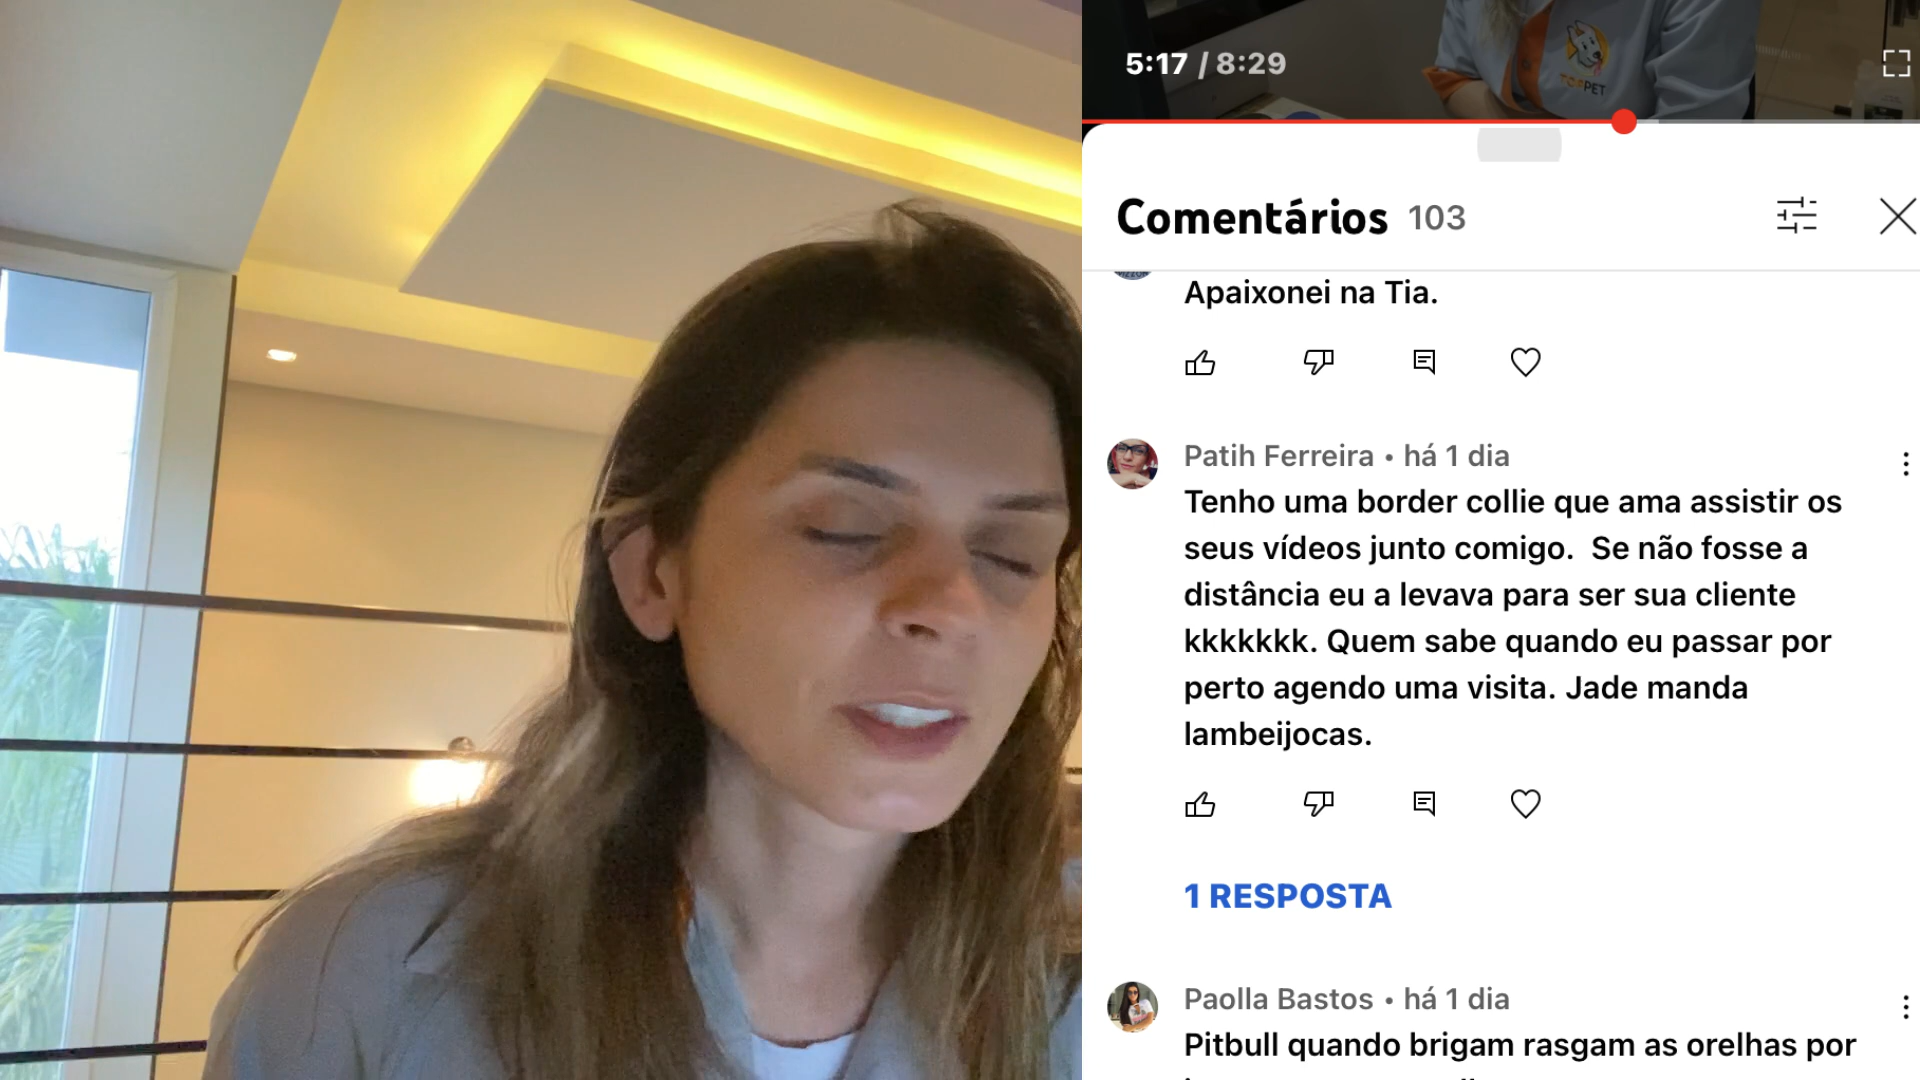 5:17 / 8:29
TOPPET
Comentários 103
Apaixonei na Tia.
Patih Ferreira • há 1 dia
Tenho uma border collie que ama assistir os
seus vídeos junto comigo. Se não fosse a
distância eu a levava para ser sua cliente
kkkkkkk. Quem sabe quando eu passar por
perto agendo uma visita. Jade manda
lambeijocas.
1 RESPOSTA
Paolla Bastos • há 1 dia
Pitbull quando brigam rasgam as orelhas por